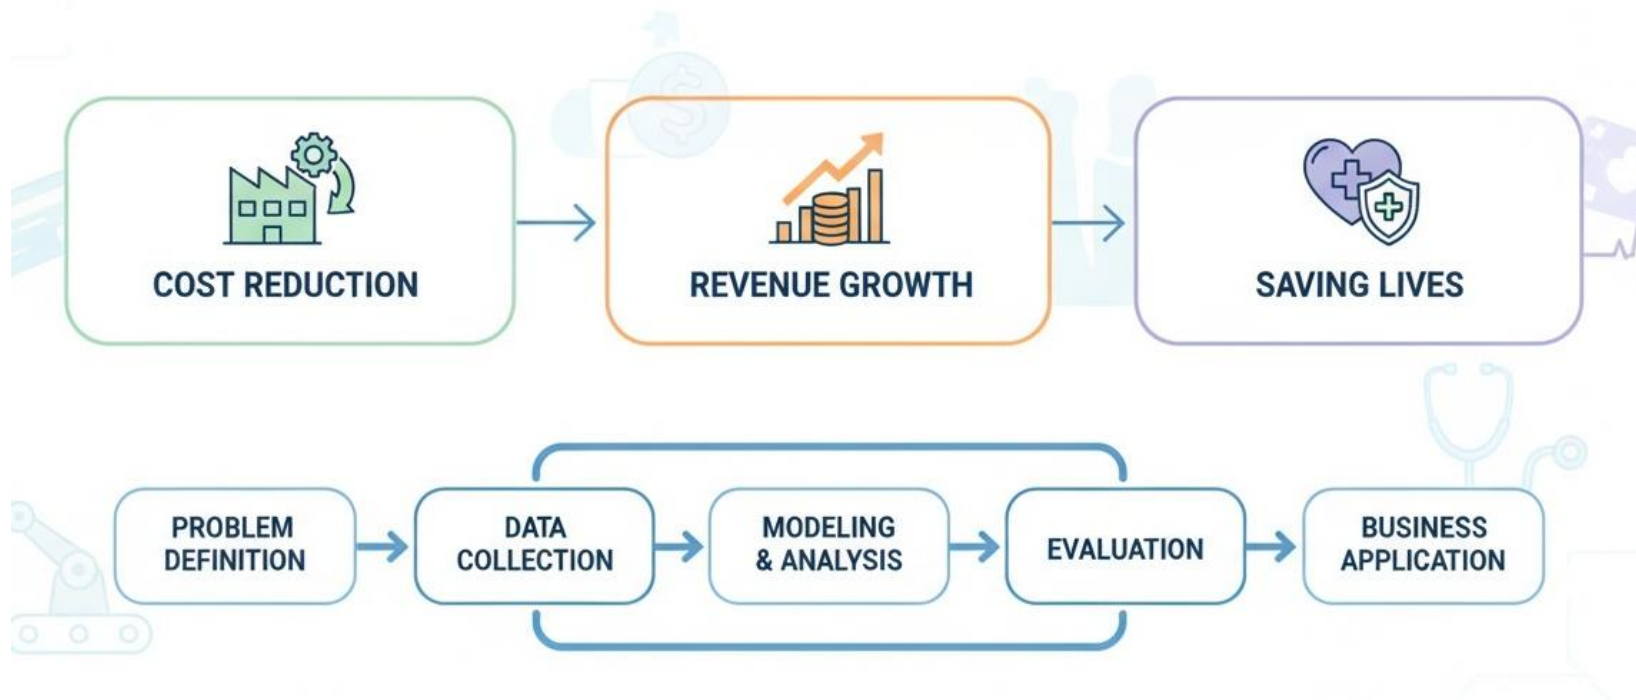 COST REDUCTION
REVENUE GROWTH
SAVING LIVES
PROBLEM
DEFINITION
DATA
COLLECTION
MODELING
& ANALYSIS
EVALUATION
BUSINESS
APPLICATION